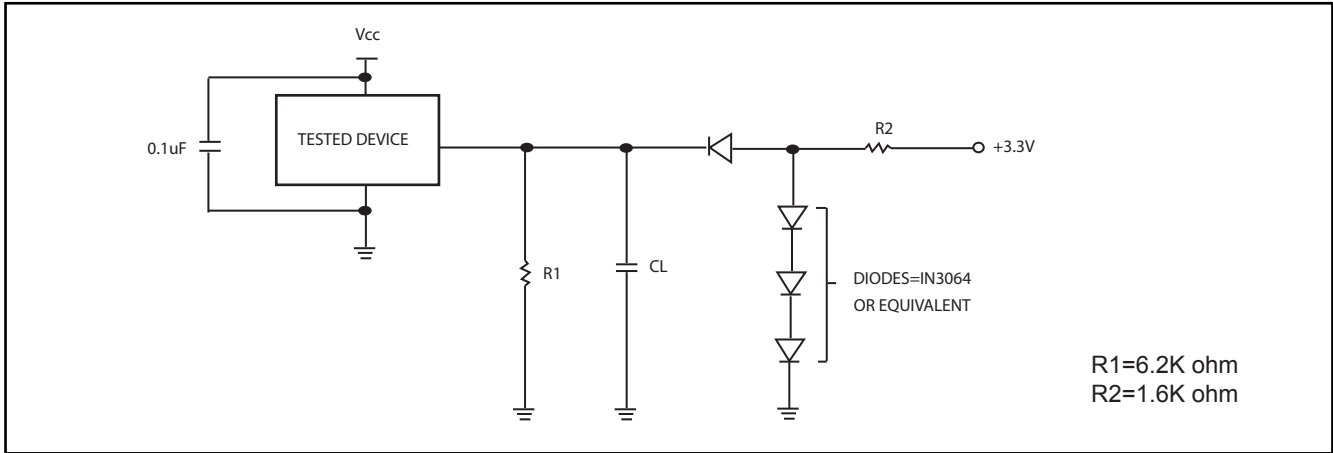 Vcc
0.1uF
TESTED DEVICE
R2
+3.3V
R1
CL
DIODES=IN3064
OR EQUIVALENT
R1=6.2K ohm
R2=1.6K ohm